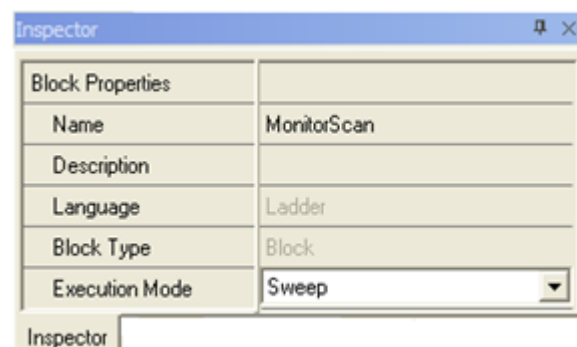 Inspector
Block Properties
Name MonitorScan
Description
Language Ladder
Block Type Block
Execution Mode Sweep
Inspector